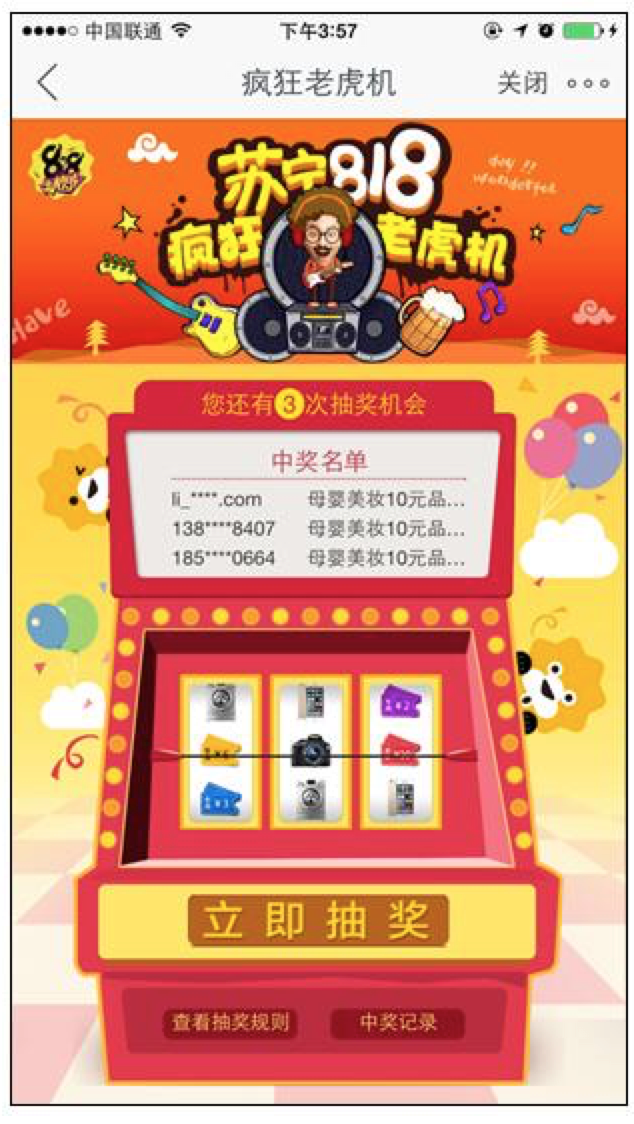 中国联通
下午3:57
疯狂老虎机
关闭
818
苏宁818
疯狂老虎机
day !!
wonderful
Have
您还有3次抽奖机会
中奖名单
li_****.com 母婴美妆10元品...
138****8407 母婴美妆10元品...
185****0664 母婴美妆10元品...
立即抽奖
查看抽奖规则
中奖记录